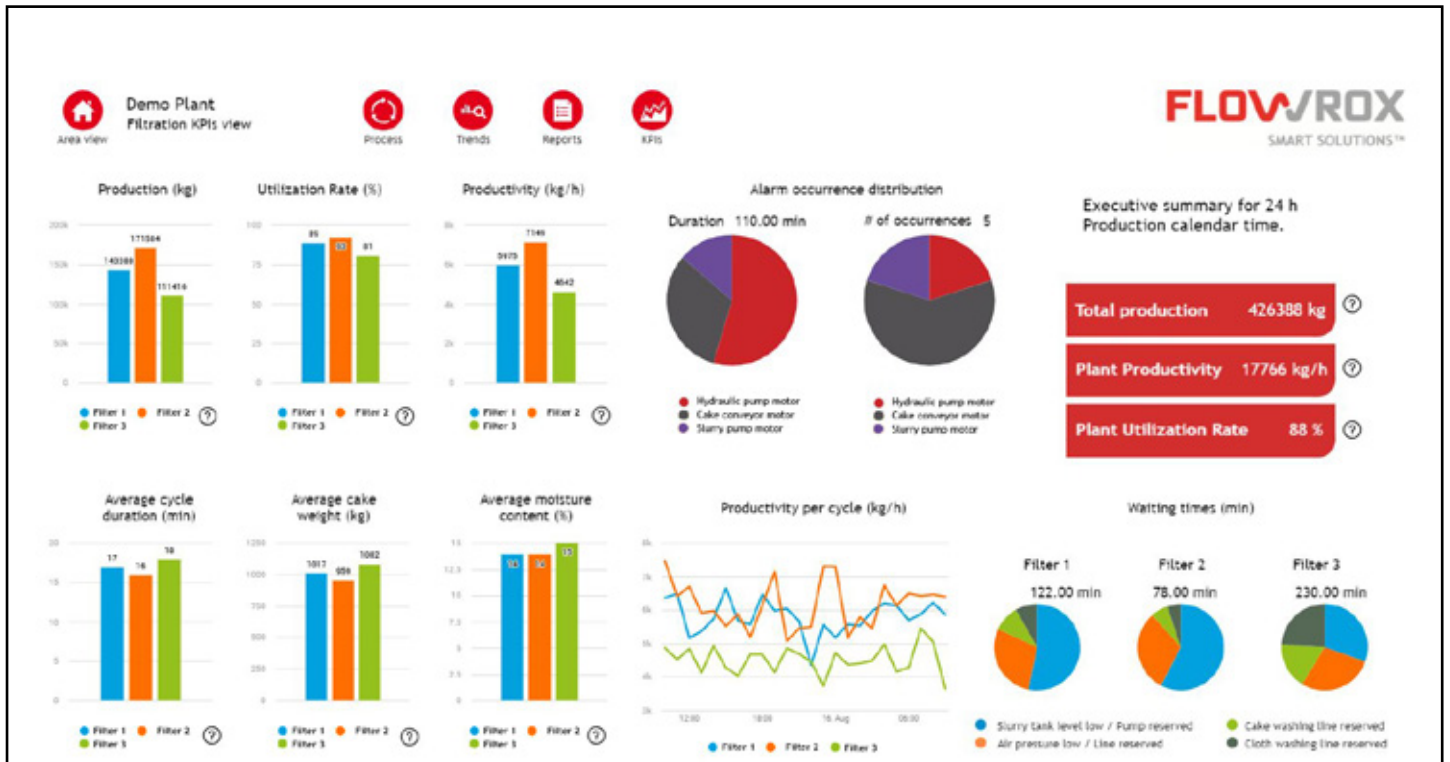 Demo Plant
Filtration KPIs view
Area view
Process
Trends
Reports
KPIs
FLOWROX
SMART SOLUTIONS™
Production (kg)
200k
150k
100k
50k
0
171504
111416
Filter 1 Filter 2 ?
Filter 3
Utilization Rate (%)
100
75
50
25
0
89
92
81
Filter 1 Filter 2 ?
Filter 3
Productivity (kg/h)
8k
6k
4k
2k
0
5973
7146
4642
Filter 1 Filter 2 ?
Filter 3
Alarm occurrence distribution
Duration 110.00 min
# of occurrences 5
Hydraulic pump motor
Cake conveyor motor
Slurry pump motor
Hydraulic pump motor
Cake conveyor motor
Slurry pump motor
Executive summary for 24 h
Production calendar time.
Total production 426388 kg ?
Plant Productivity 17766 kg/h ?
Plant Utilization Rate 88 % ?
Average cycle
duration (min)
20
15
10
5
0
17
16
18
Filter 1 Filter 2 ?
Filter 3
Average cake
weight (kg)
1250
1000
750
500
250
0
1017
959
1082
Filter 1 Filter 2 ?
Filter 3
Average moisture
content (%)
15
12.5
10
7.5
5
2.5
0
14
14
15
Filter 1 Filter 2 ?
Filter 3
Productivity per cycle (kg/h)
8k
7k
6k
5k
4k
3k
12:00 18:00 16. Aug 06:00
Filter 1 Filter 2 Filter 3
Waiting times (min)
Filter 1
122.00 min
Filter 2
78.00 min
Filter 3
230.00 min
Slurry tank level low / Pump reserved
Air pressure low / Line reserved
Cake washing line reserved
Cloth washing line reserved